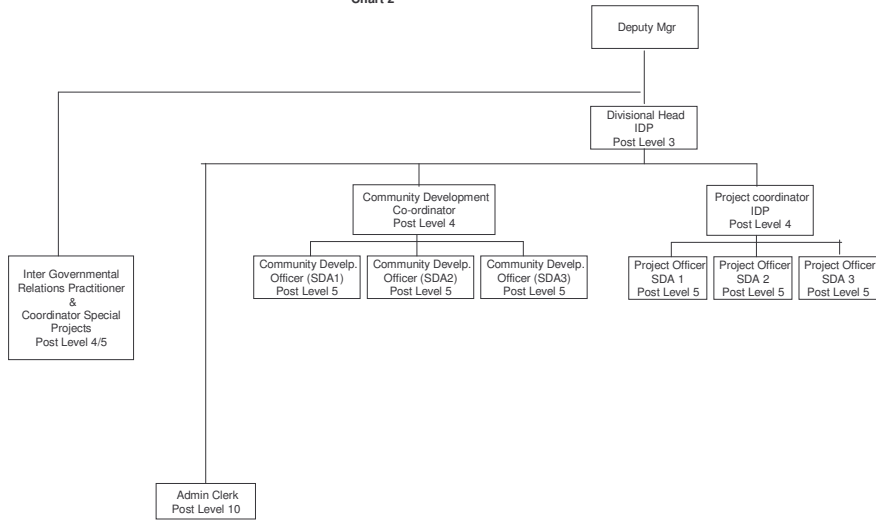 Chart 2
Deputy Mgr
Divisional Head
IDP
Post Level 3
Community Development
Co-ordinator
Post Level 4
Project coordinator
IDP
Post Level 4
Inter Governmental
Relations Practitioner
&
Coordinator Special
Projects
Post Level 4/5
Community Develp.
Officer (SDA1)
Post Level 5
Community Develp.
Officer (SDA2)
Post Level 5
Community Develp.
Officer (SDA3)
Post Level 5
Project Officer
SDA 1
Post Level 5
Project Officer
SDA 2
Post Level 5
Project Officer
SDA 3
Post Level 5
Admin Clerk
Post Level 10